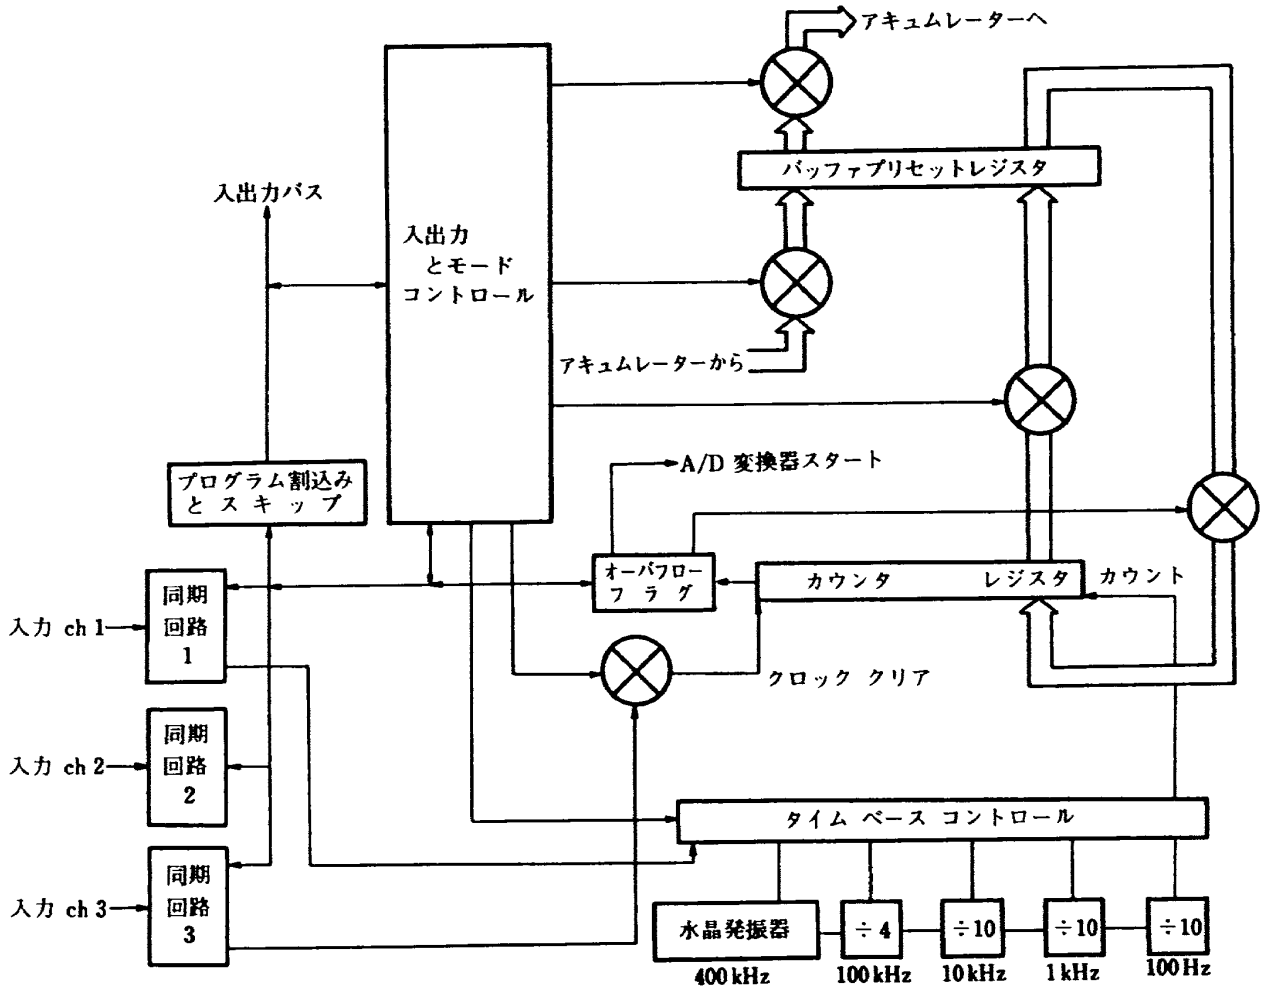 アキュムレーターへ
バッファプリセットレジスタ
入出力バス
入出力
とモード
コントロール
アキュムレーターから
A/D 変換器スタート
プログラム割込み
と スキップ
オーバフロー
フラグ
カウンタ レジスタ
カウント
同期
回路
1
入力 ch 1
クロック クリア
同期
回路
2
入力 ch 2
タイム ベース コントロール
同期
回路
3
入力 ch 3
水晶発振器
÷4
÷10
÷10
÷10
400 kHz
100 kHz
10 kHz
1 kHz
100 Hz